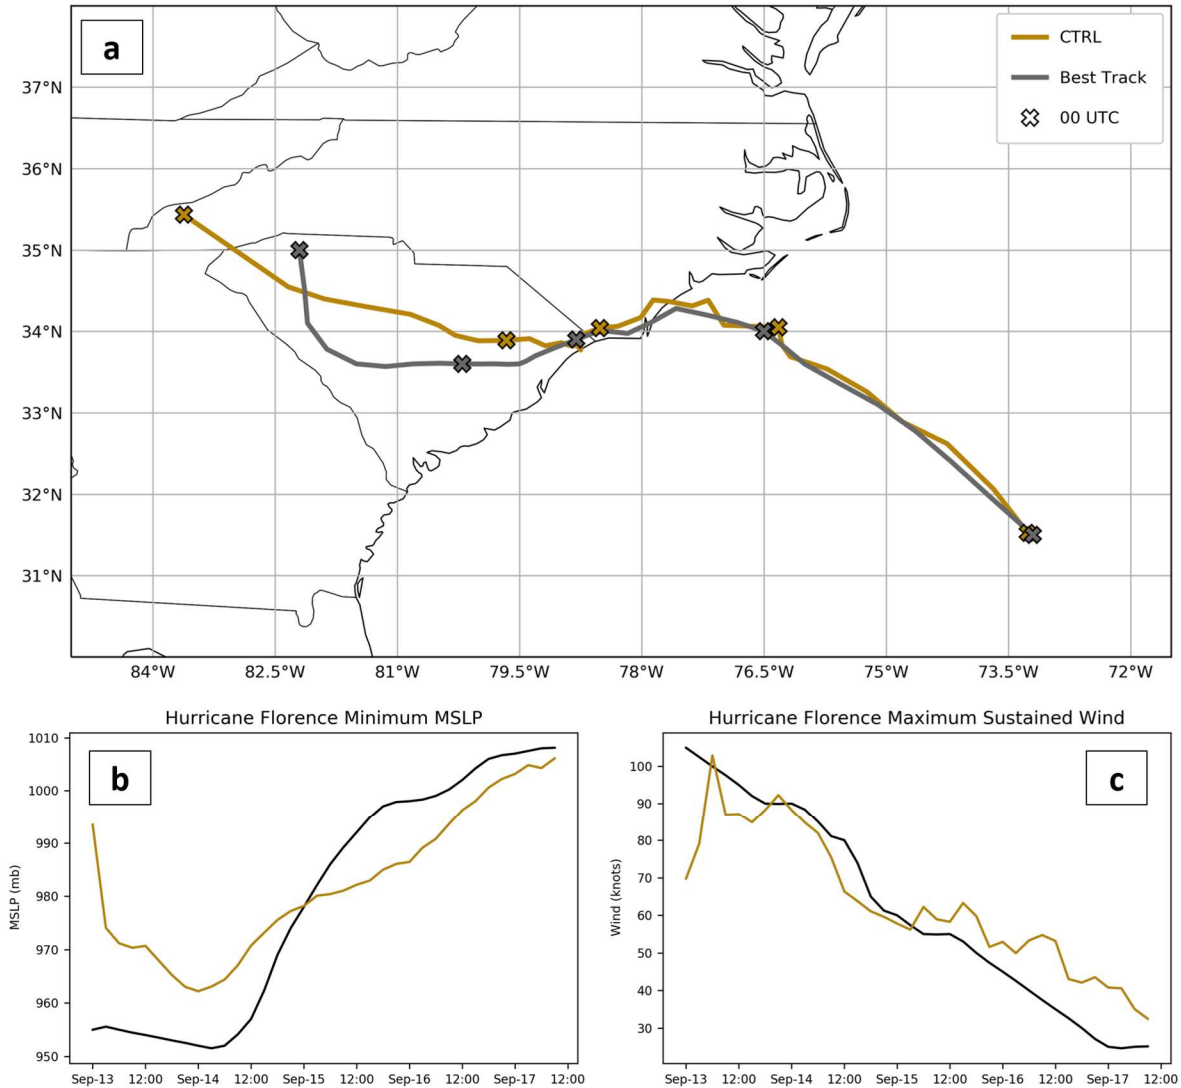 a
CTRL
Best Track
00 UTC
37°N
36°N
35°N
34°N
33°N
32°N
31°N
84°W 82.5°W 81°W 79.5°W 78°W 76.5°W 75°W 73.5°W 72°W
Hurricane Florence Minimum MSLP
b
MSLP (mb)
1010
1000
990
980
970
960
950
Sep-13 12:00 Sep-14 12:00 Sep-15 12:00 Sep-16 12:00 Sep-17 12:00
Hurricane Florence Maximum Sustained Wind
c
Wind (knots)
100
90
80
70
60
50
40
30
Sep-13 12:00 Sep-14 12:00 Sep-15 12:00 Sep-16 12:00 Sep-17 12:00